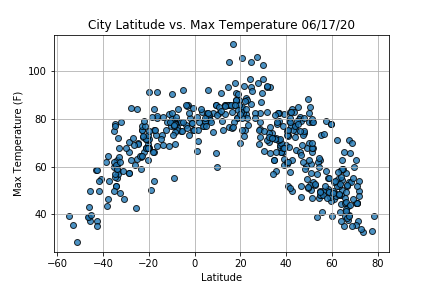 City Latitude vs. Max Temperature 06/17/20
Max Temperature (F)
100
80
60
40
−60 −40 −20 0 20 40 60 80
Latitude